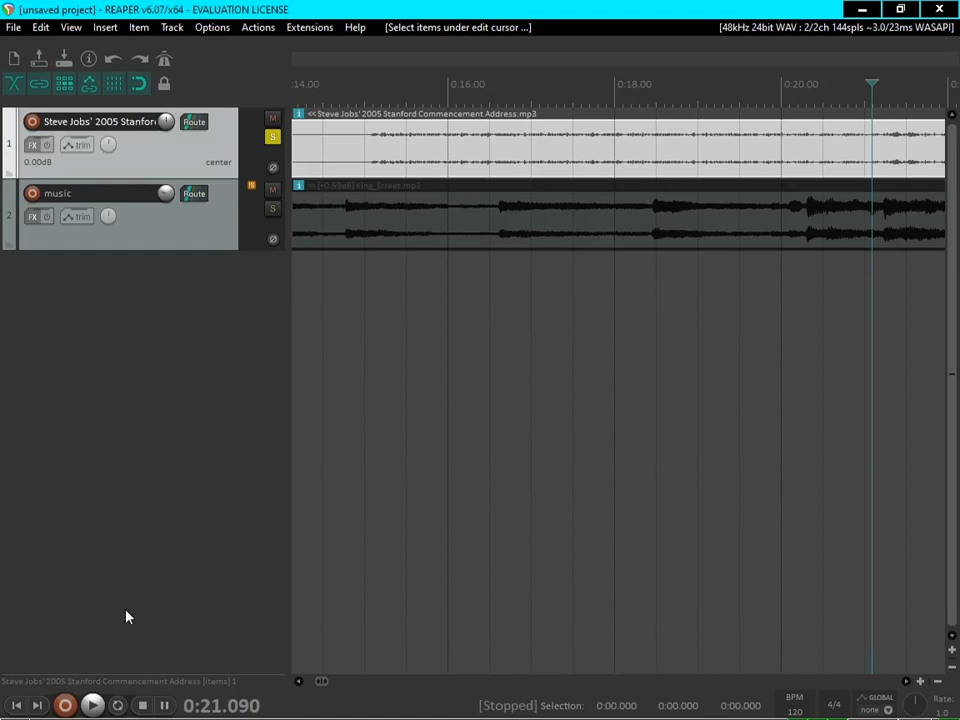 [unsaved project] - REAPER v6.07/x64 - EVALUATION LICENSE
File Edit View Insert Item Track Options Actions Extensions Help [Select items under edit cursor ...] [48kHz 24bit WAV : 2/2ch 144spls ~3.0/23ms WASAPI]
:14.00 0:16.00 0:18.00 0:20.00 0:
1 Steve Jobs' 2005 Stanfor Route M
FX trim S
0.00dB center
<<Steve Jobs' 2005 Stanford Commencement Address.mp3
2 music Route M
FX trim S
[+0.59dB] King_Street.mp3
Steve Jobs' 2005 Stanford Commencement Address [items] 1
0:21.090 [Stopped] Selection: 0:00.000 0:00.000 0:00.000
BPM
120
4/4
GLOBAL
none
Rate:
1.0